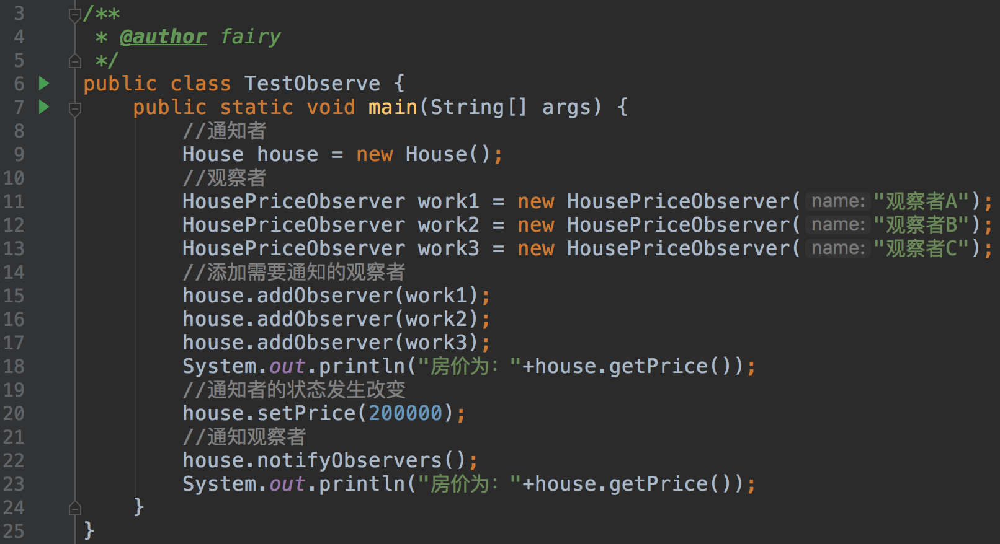 3 /**
4  * @author fairy
5  */
6 public class TestObserve {
7     public static void main(String[] args) {
8         //通知者
9         House house = new House();
10         //观察者
11         HousePriceObserver work1 = new HousePriceObserver( name: "观察者A");
12         HousePriceObserver work2 = new HousePriceObserver( name: "观察者B");
13         HousePriceObserver work3 = new HousePriceObserver( name: "观察者C");
14         //添加需要通知的观察者
15         house.addObserver(work1);
16         house.addObserver(work2);
17         house.addObserver(work3);
18         System.out.println("房价为："+house.getPrice());
19         //通知者的状态发生改变
20         house.setPrice(200000);
21         //通知观察者
22         house.notifyObservers();
23         System.out.println("房价为："+house.getPrice());
24     }
25 }